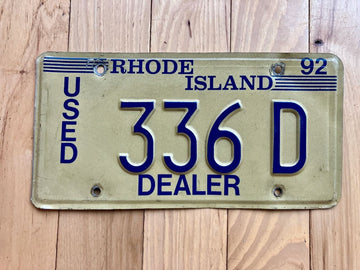 RHODE 92
ISLAND
USED
336 D
DEALER